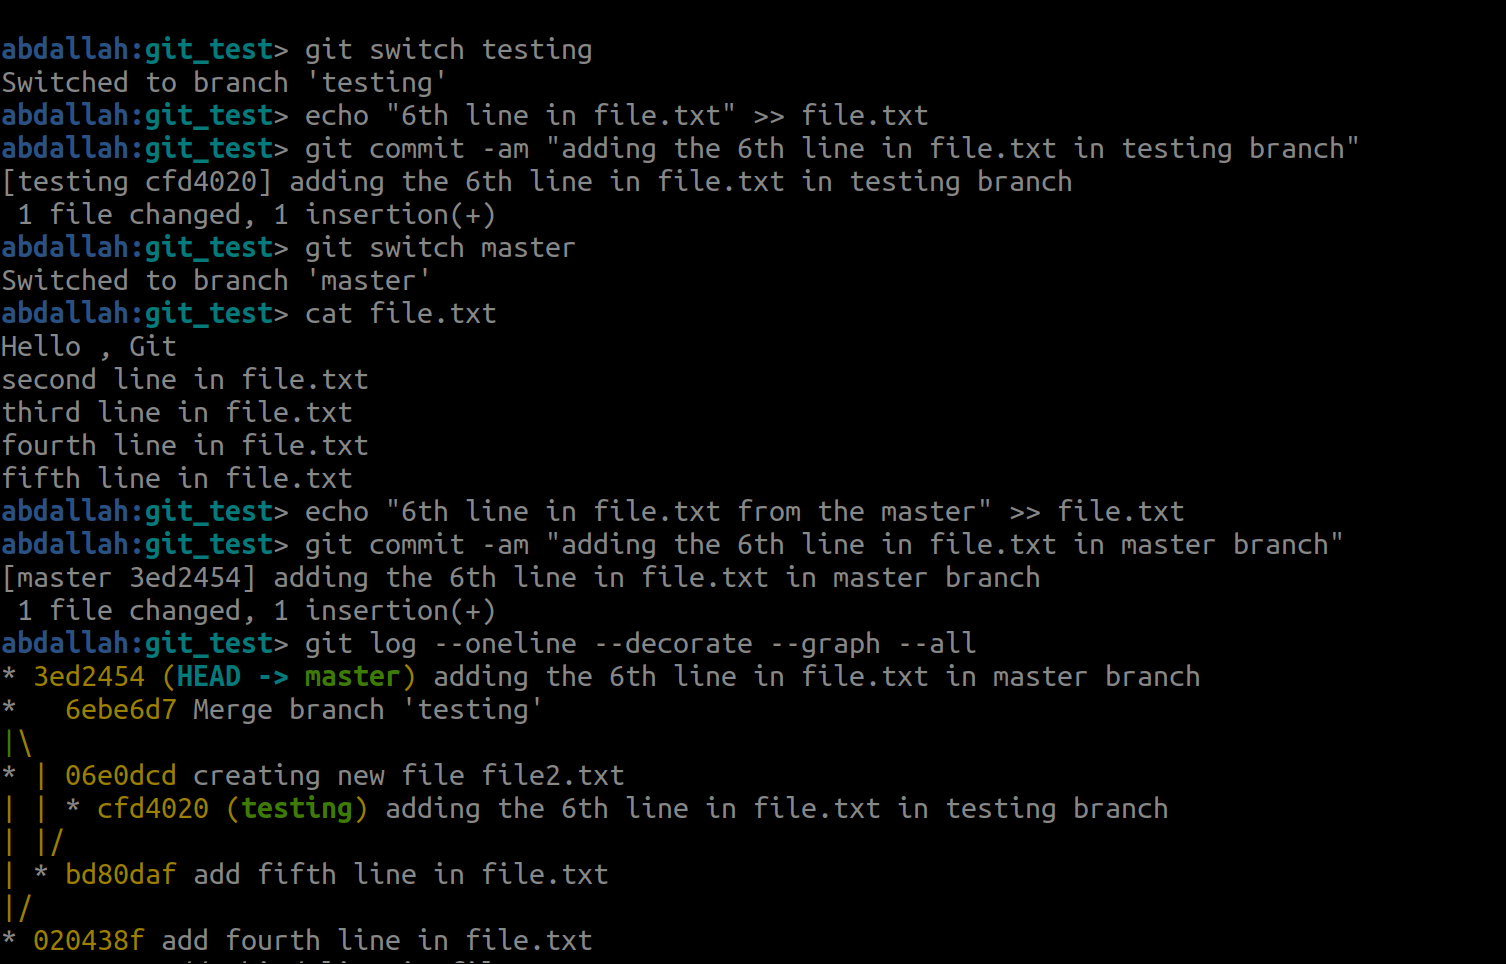 abdallah:git_test> git switch testing
Switched to branch 'testing'
abdallah:git_test> echo "6th line in file.txt" >> file.txt
abdallah:git_test> git commit -am "adding the 6th line in file.txt in testing branch"
[testing cfd4020] adding the 6th line in file.txt in testing branch
 1 file changed, 1 insertion(+)
abdallah:git_test> git switch master
Switched to branch 'master'
abdallah:git_test> cat file.txt
Hello , Git
second line in file.txt
third line in file.txt
fourth line in file.txt
fifth line in file.txt
abdallah:git_test> echo "6th line in file.txt from the master" >> file.txt
abdallah:git_test> git commit -am "adding the 6th line in file.txt in master branch"
[master 3ed2454] adding the 6th line in file.txt in master branch
 1 file changed, 1 insertion(+)
abdallah:git_test> git log --oneline --decorate --graph --all
* 3ed2454 (HEAD -> master) adding the 6th line in file.txt in master branch
*   6ebe6d7 Merge branch 'testing'
|\
* | 06e0dcd creating new file file2.txt
| | * cfd4020 (testing) adding the 6th line in file.txt in testing branch
| |/
| * bd80daf add fifth line in file.txt
|/
* 020438f add fourth line in file.txt